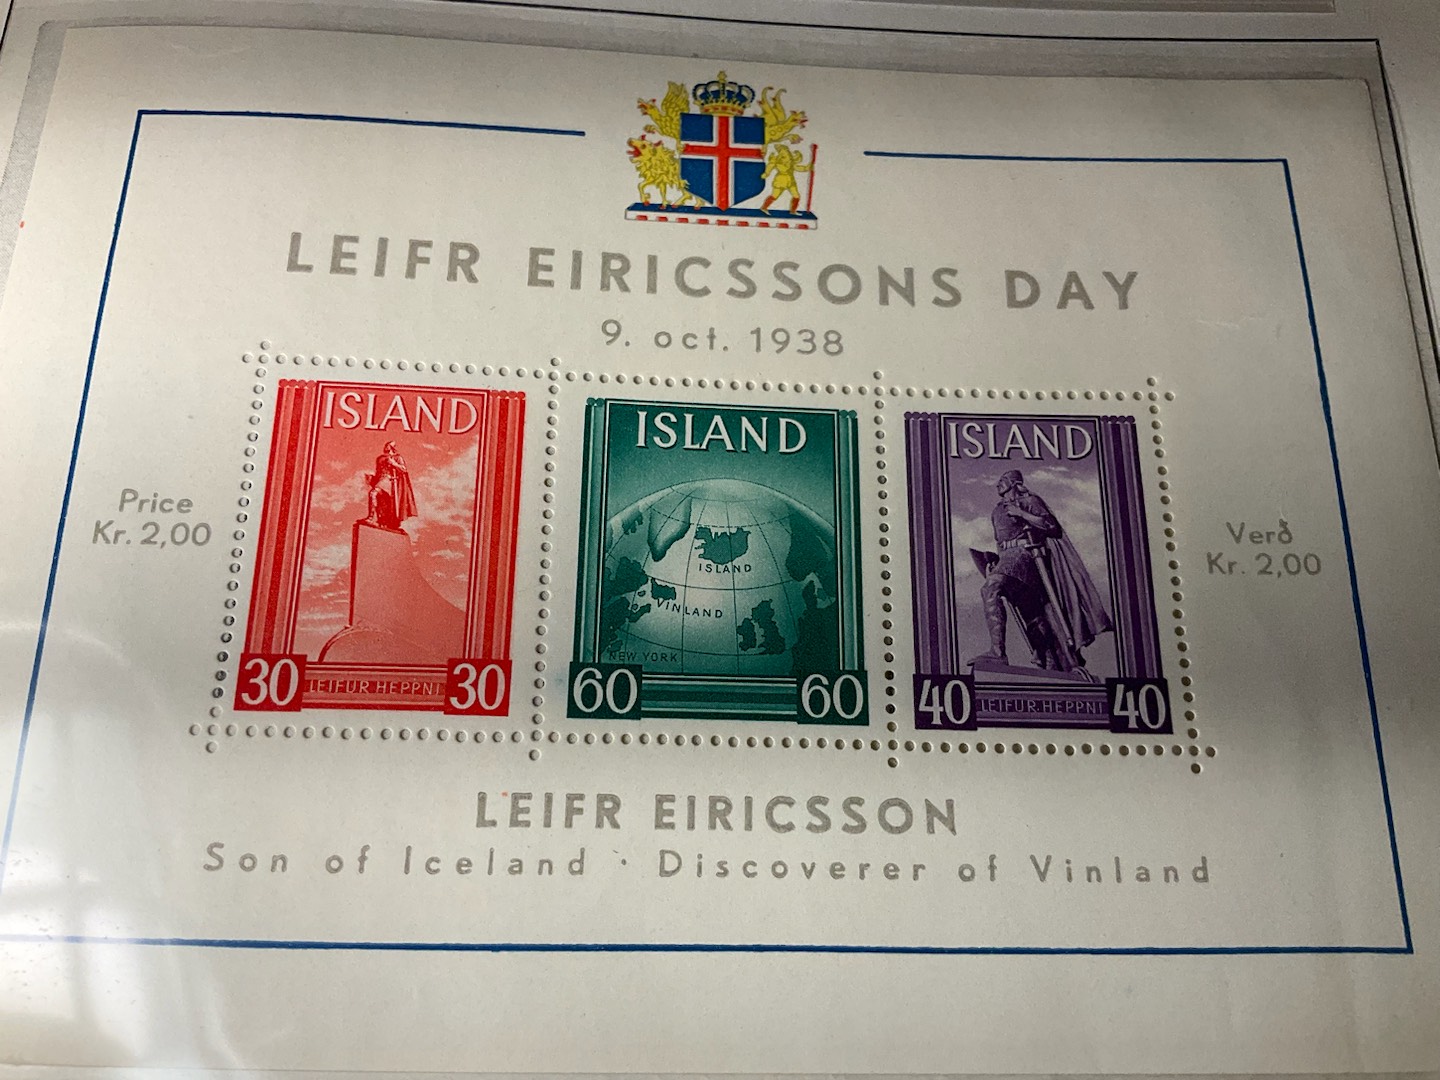 LEIFR EIRICSSONS DAY
9. oct. 1938
Price
Kr. 2,00
ISLAND
30
LEIFUR HEPPNI
30
ISLAND
ISLAND
VINLAND
NEW YORK
60
60
ISLAND
40
LEIFUR HEPPNI
40
Verð
Kr. 2,00
LEIFR EIRICSSON
Son of Iceland · Discoverer of Vinland